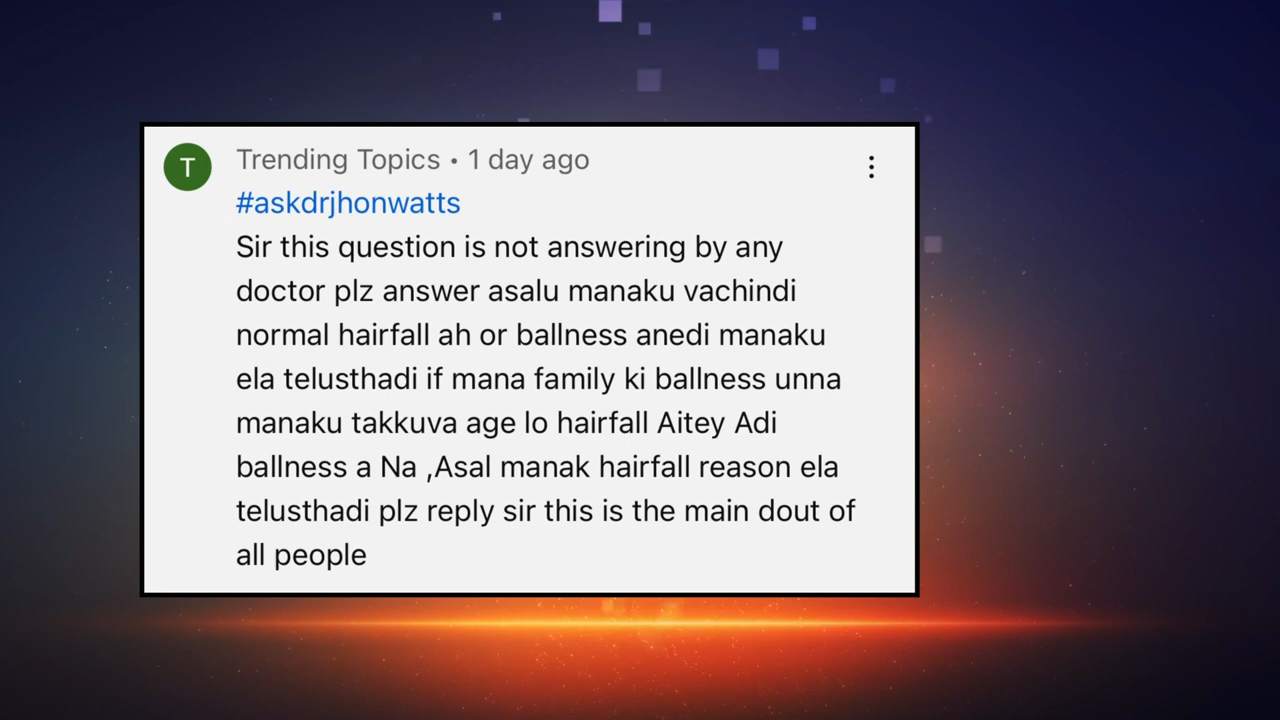 T
Trending Topics • 1 day ago
#askdrjhonwatts
Sir this question is not answering by any
doctor plz answer asalu manaku vachindi
normal hairfall ah or ballness anedi manaku
ela telusthadi if mana family ki ballness unna
manaku takkuva age lo hairfall Aitey Adi
ballness a Na ,Asal manak hairfall reason ela
telusthadi plz reply sir this is the main dout of
all people